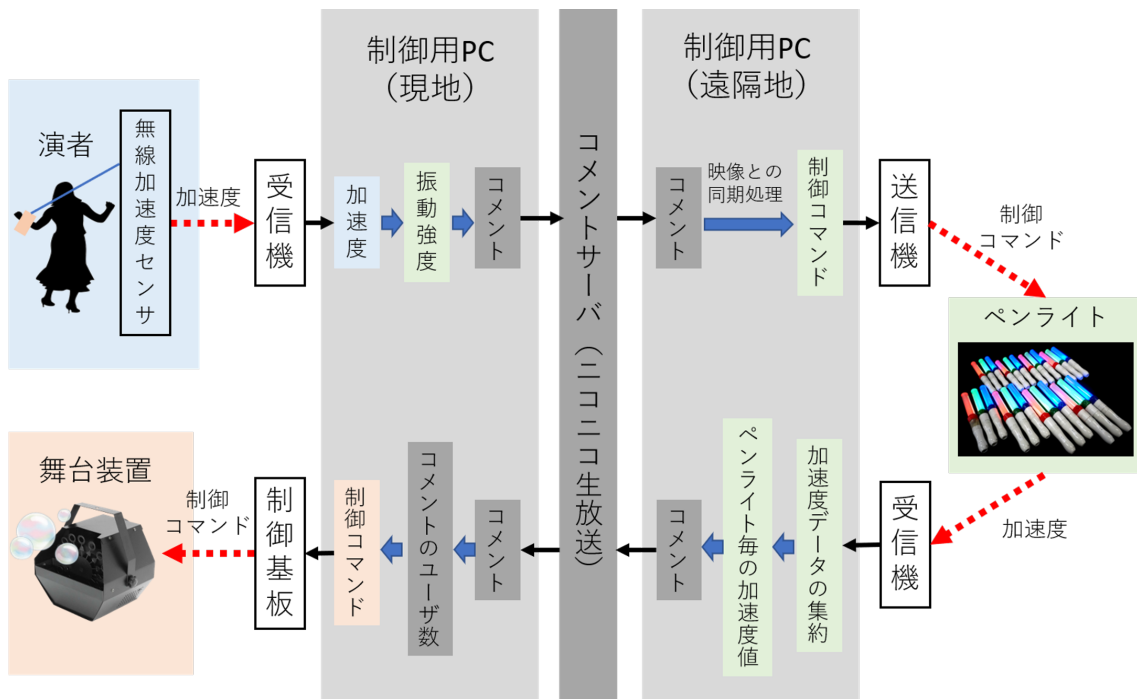 制御用PC
（現地）
制御用PC
（遠隔地）
演者
無線加速度センサ
加速度
受信機
加速度
振動強度
コメント
コメントサーバ（ニコニコ生放送）
コメント
映像との
同期処理
制御コマンド
送信機
制御
コマンド
ペンライト
加速度
受信機
加速度データの集約
ペンライト毎の加速度値
コメント
コメント
コメントのユーザ数
制御コマンド
制御基板
制御
コマンド
舞台装置